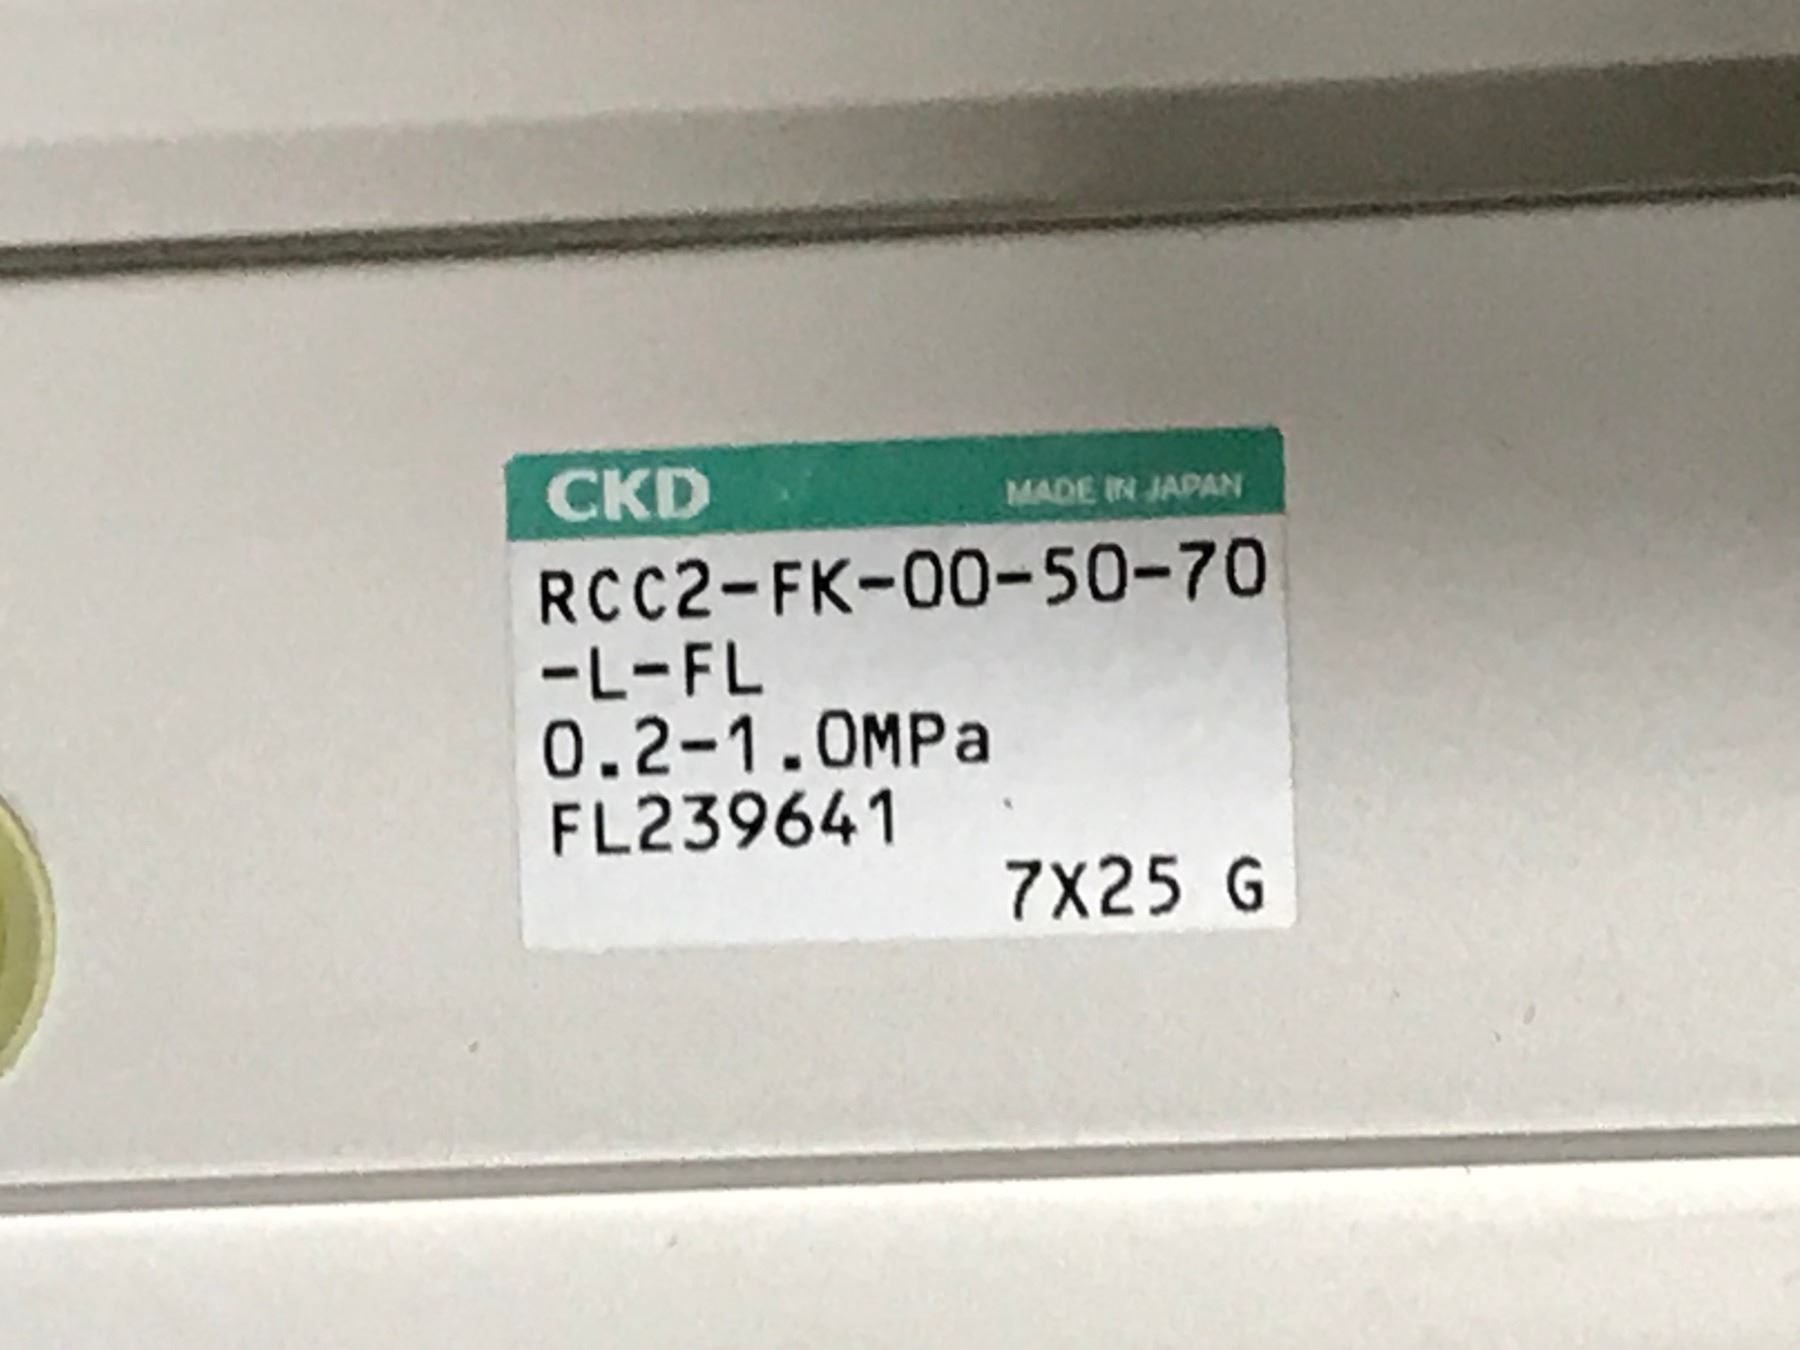 CKD MADE IN JAPAN
RCC2-FK-00-50-70
-L-FL
0.2-1.0MPa
FL239641
7X25 G